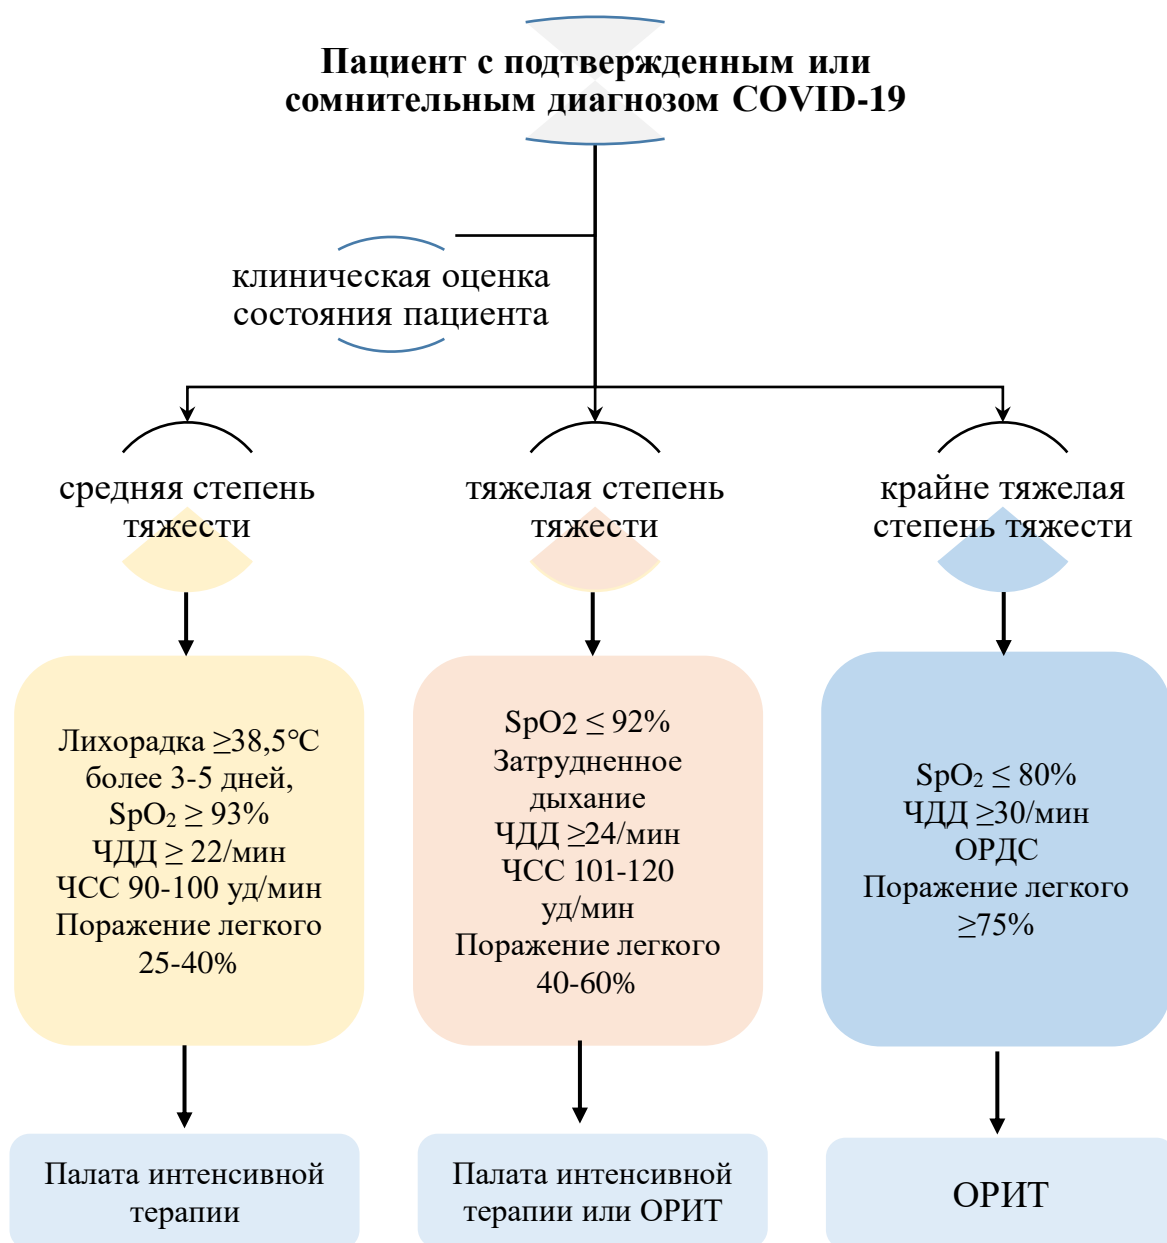 Пациент с подтвержденным или
сомнительным диагнозом COVID-19
клиническая оценка
состояния пациента
средняя степень
тяжести
тяжелая степень
тяжести
крайне тяжелая
степень тяжести
Лихорадка ≥38,5°C
более 3-5 дней,
SpO₂ ≥ 93%
ЧДД ≥ 22/мин
ЧСС 90-100 уд/мин
Поражение легкого
25-40%
SpO2 ≤ 92%
Затрудненное
дыхание
ЧДД ≥24/мин
ЧСС 101-120
уд/мин
Поражение легкого
40-60%
SpO₂ ≤ 80%
ЧДД ≥30/мин
ОРДС
Поражение легкого
≥75%
Палата интенсивной
терапии
Палата интенсивной
терапии или ОРИТ
ОРИТ